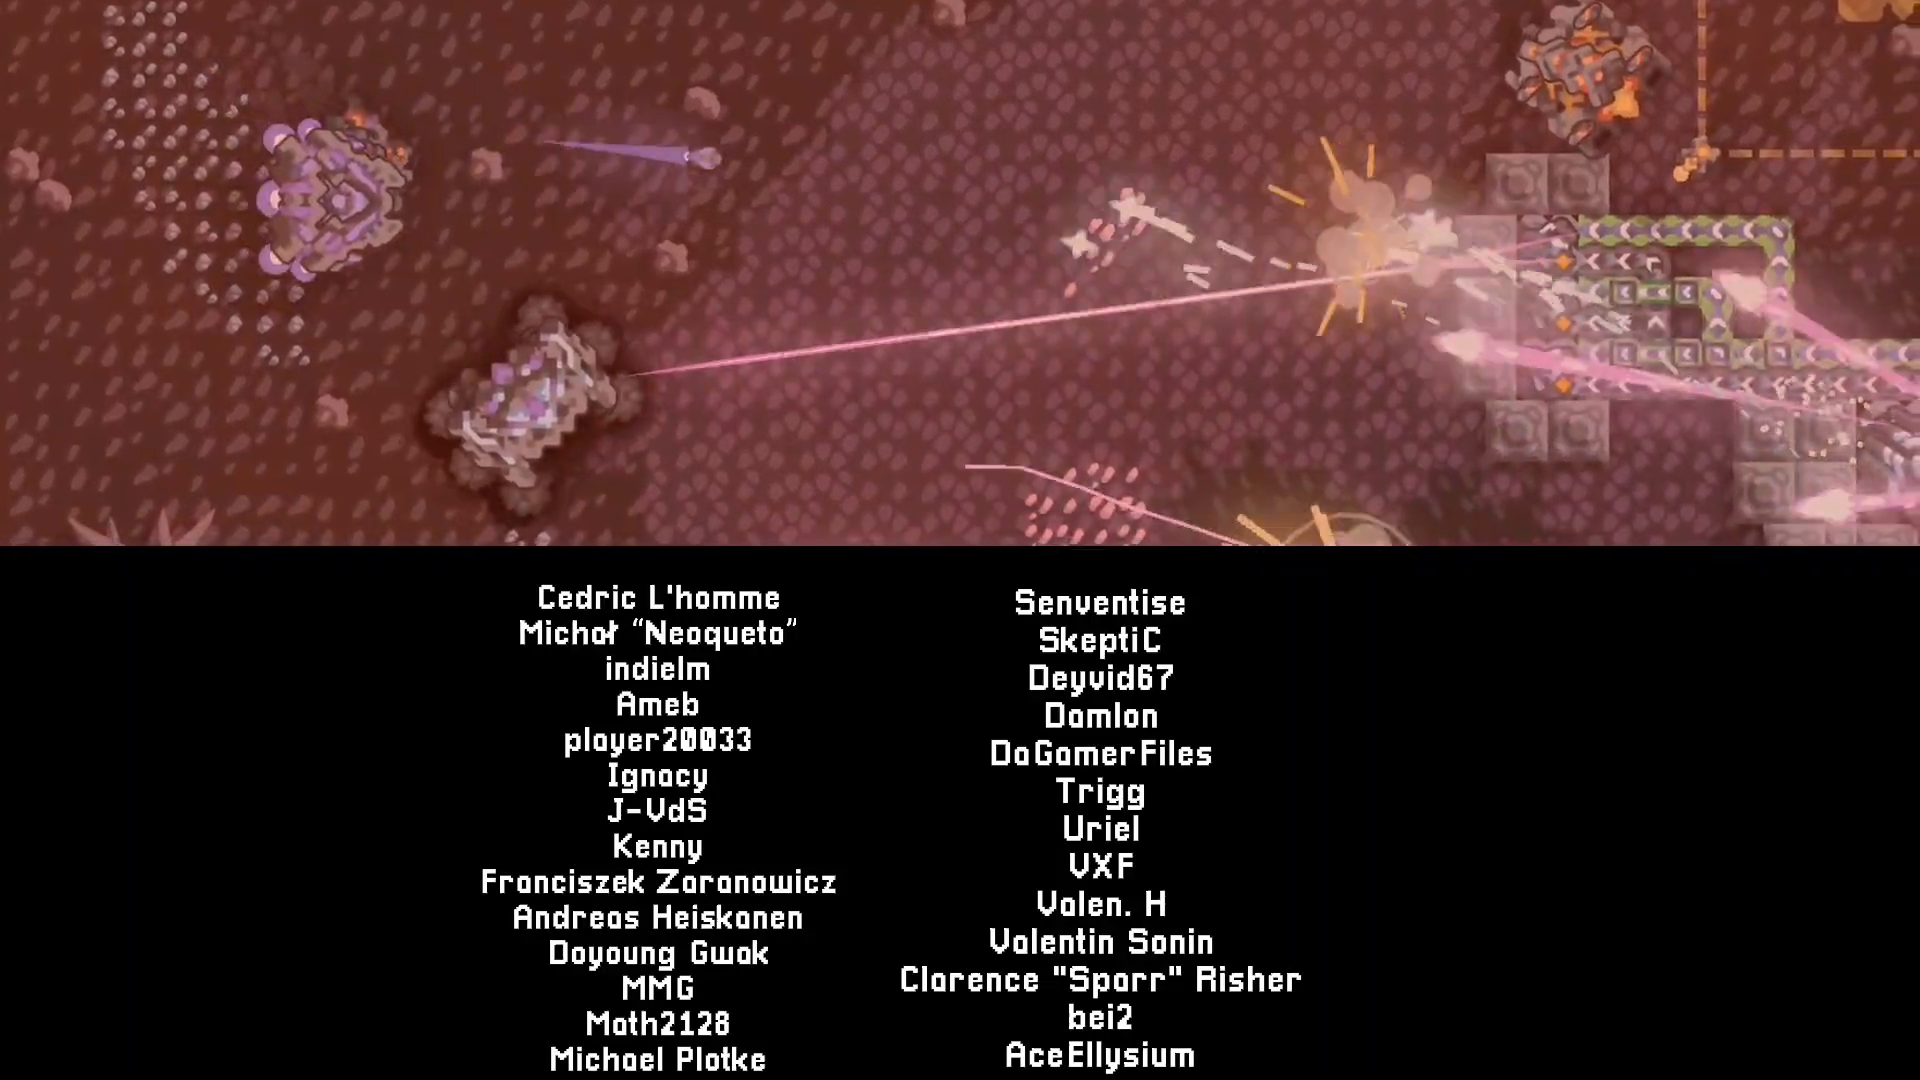 Cedric L'homme
Michał “Neoqueto”
indielm
Ameb
player20033
Ignacy
J-VdS
Kenny
Franciszek Zaranowicz
Andreas Heiskanen
Doyoung Gwak
MMG
Math2128
Michael Plotke
Senventise
SkeptiC
Deyvid67
Damlon
DaGamerFiles
Trigg
Uriel
VXF
Valen. H
Valentin Sonin
Clarence "Sparr" Risher
bei2
AceEllysium